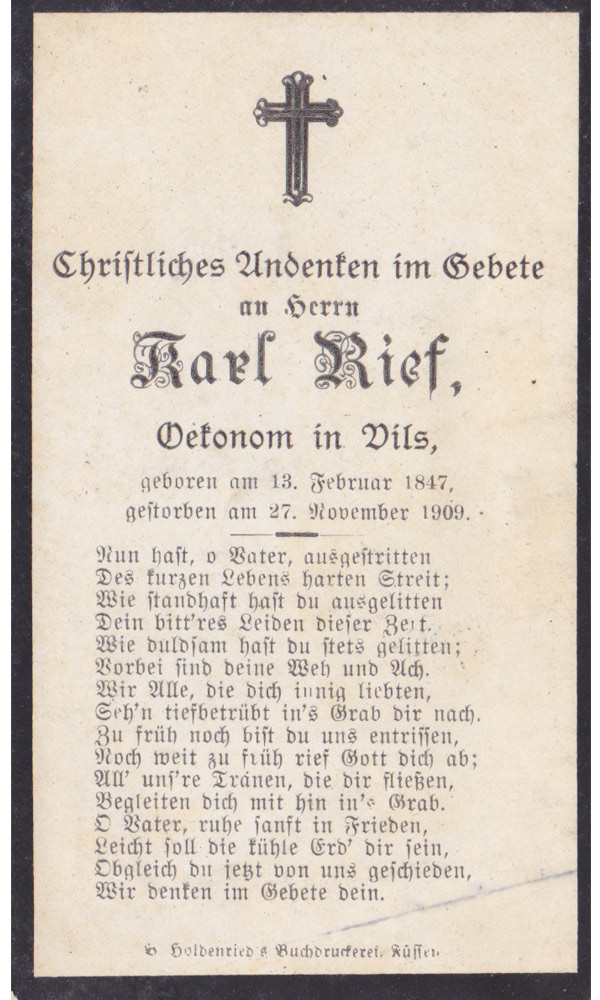 Christliches Andenken im Gebete
an Herrn
Karl Rief,
Oekonom in Vils,
geboren am 13. Februar 1847,
gestorben am 27. November 1909.
Nun hast, o Vater, ausgestritten
Des kurzen Lebens harten Streit;
Wie standhaft hast du ausgelitten
Dein bitt'res Leiden dieser Zeit.
Wie duldsam hast du stets gelitten;
Vorbei sind deine Weh und Ach.
Wir Alle, die dich innig liebten,
Seh'n tiefbetrübt in's Grab dir nach.
Zu früh noch bist du uns entrissen,
Noch weit zu früh rief Gott dich ab;
All' uns're Tränen, die dir fließen,
Begleiten dich mit hin in's Grab.
O Vater, ruhe sanft in Frieden,
Leicht soll die kühle Erd' dir sein,
Obgleich du jetzt von uns geschieden,
Wir denken im Gebete dein.
Holdenried's Buchdruckerei, Füssen